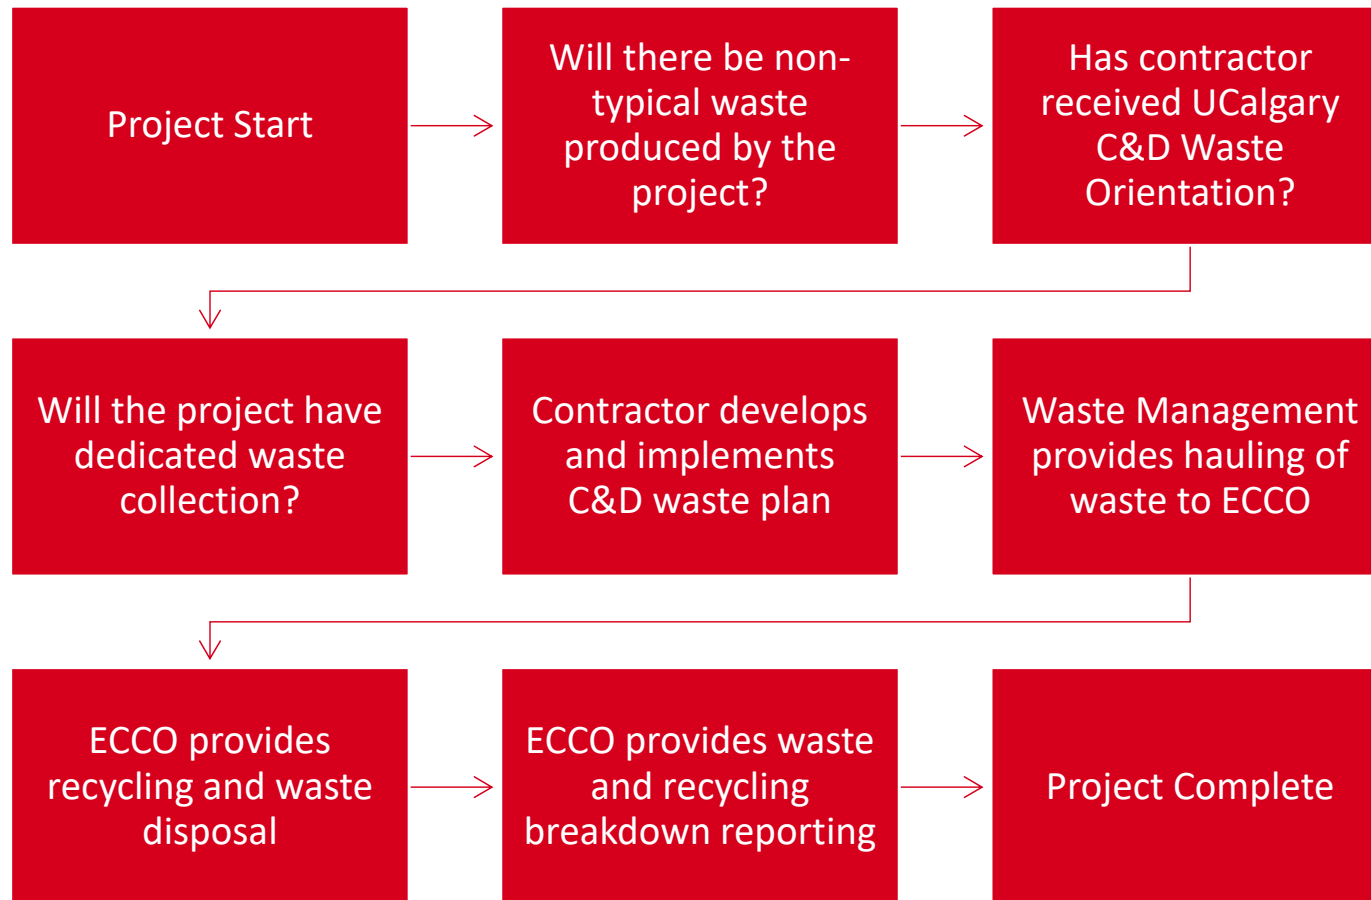 Project Start
Will there be non-
typical waste
produced by the
project?
Has contractor
received UCalgary
C&D Waste
Orientation?
Will the project have
dedicated waste
collection?
Contractor develops
and implements
C&D waste plan
Waste Management
provides hauling of
waste to ECCO
ECCO provides
recycling and waste
disposal
ECCO provides waste
and recycling
breakdown reporting
Project Complete